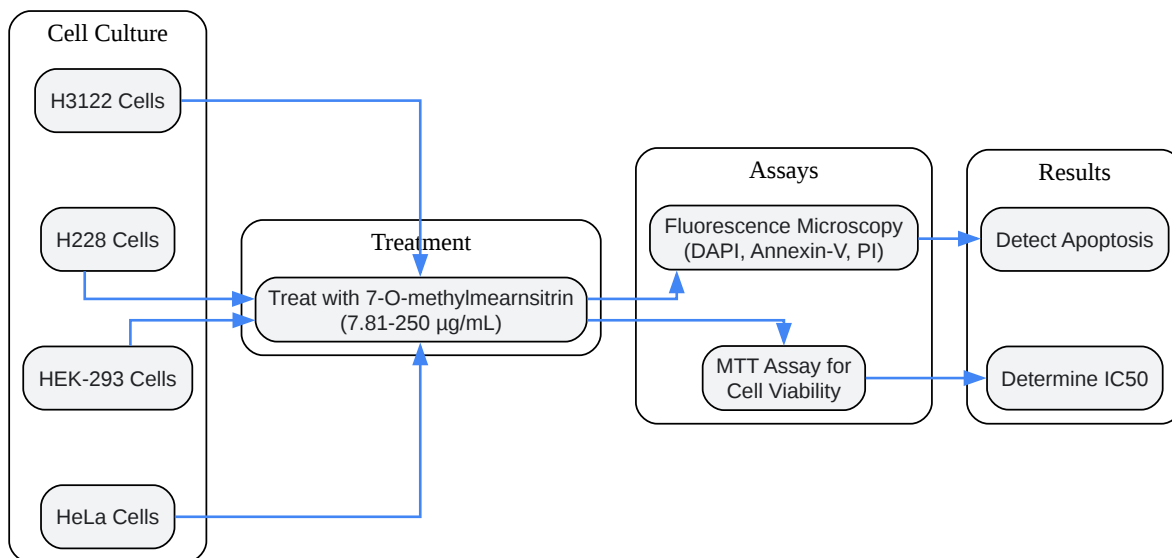 Cell Culture
H3122 Cells
H228 Cells
HEK-293 Cells
HeLa Cells
Treatment
Treat with 7-O-methylmearnsitrin
(7.81-250 µg/mL)
Assays
Fluorescence Microscopy
(DAPI, Annexin-V, PI)
MTT Assay for
Cell Viability
Results
Detect Apoptosis
Determine IC50